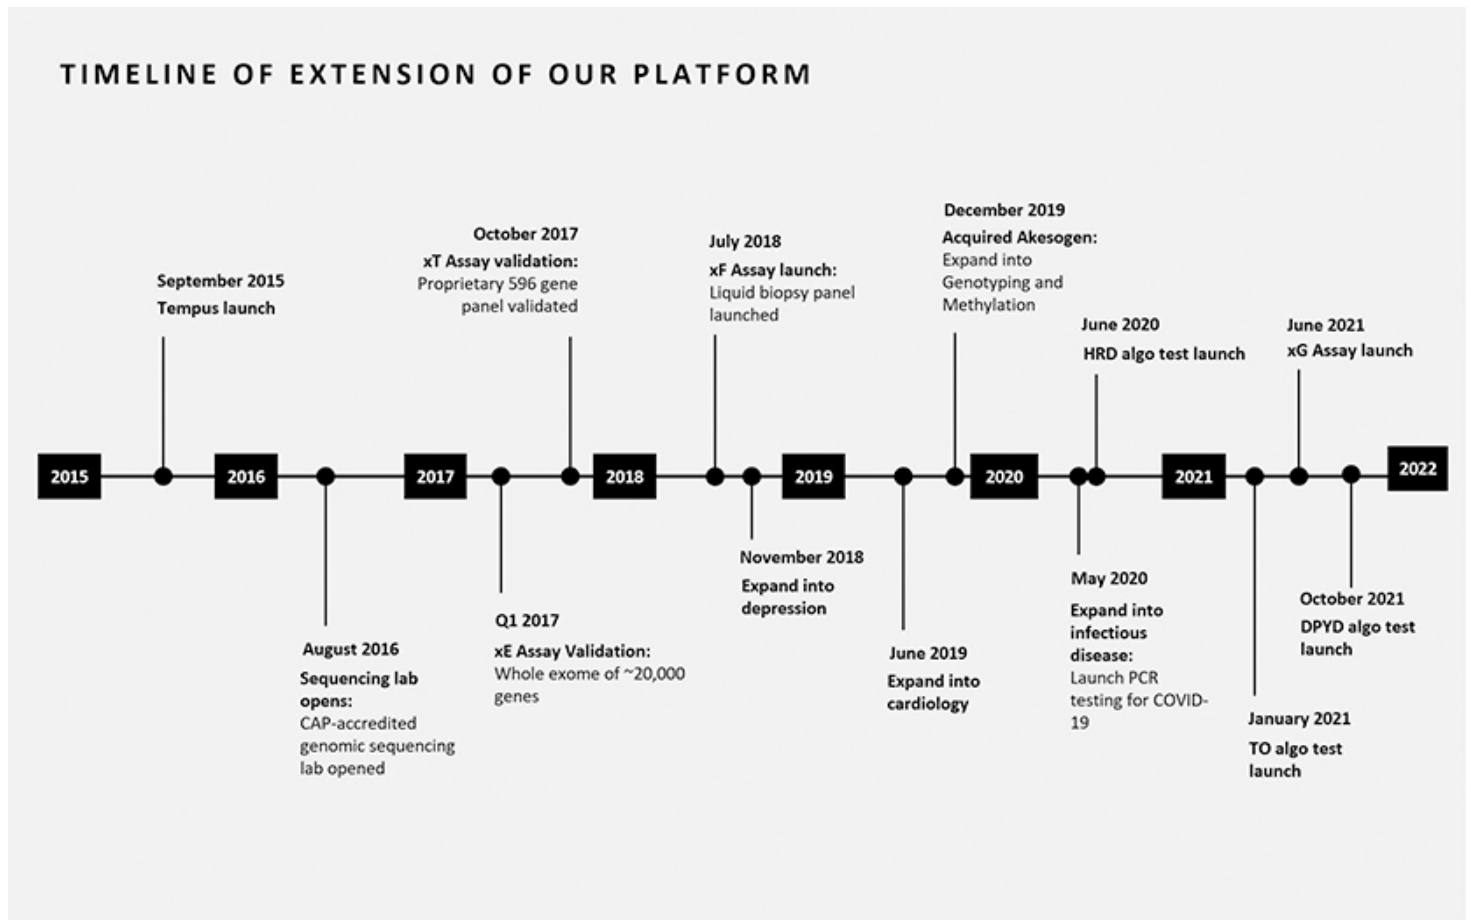 TIMELINE OF EXTENSION OF OUR PLATFORM
September 2015
Tempus launch
October 2017
xT Assay validation:
Proprietary 596 gene
panel validated
July 2018
xF Assay launch:
Liquid biopsy panel
launched
December 2019
Acquired Akesogen:
Expand into
Genotyping and
Methylation
June 2020
HRD algo test launch
June 2021
xG Assay launch
2015
2016
2017
2018
2019
2020
2021
2022
August 2016
Sequencing lab
opens:
CAP-accredited
genomic sequencing
lab opened
Q1 2017
xE Assay Validation:
Whole exome of ~20,000
genes
November 2018
Expand into
depression
June 2019
Expand into
cardiology
May 2020
Expand into
infectious
disease:
Launch PCR
testing for COVID-
19
January 2021
TO algo test
launch
October 2021
DPYD algo test
launch